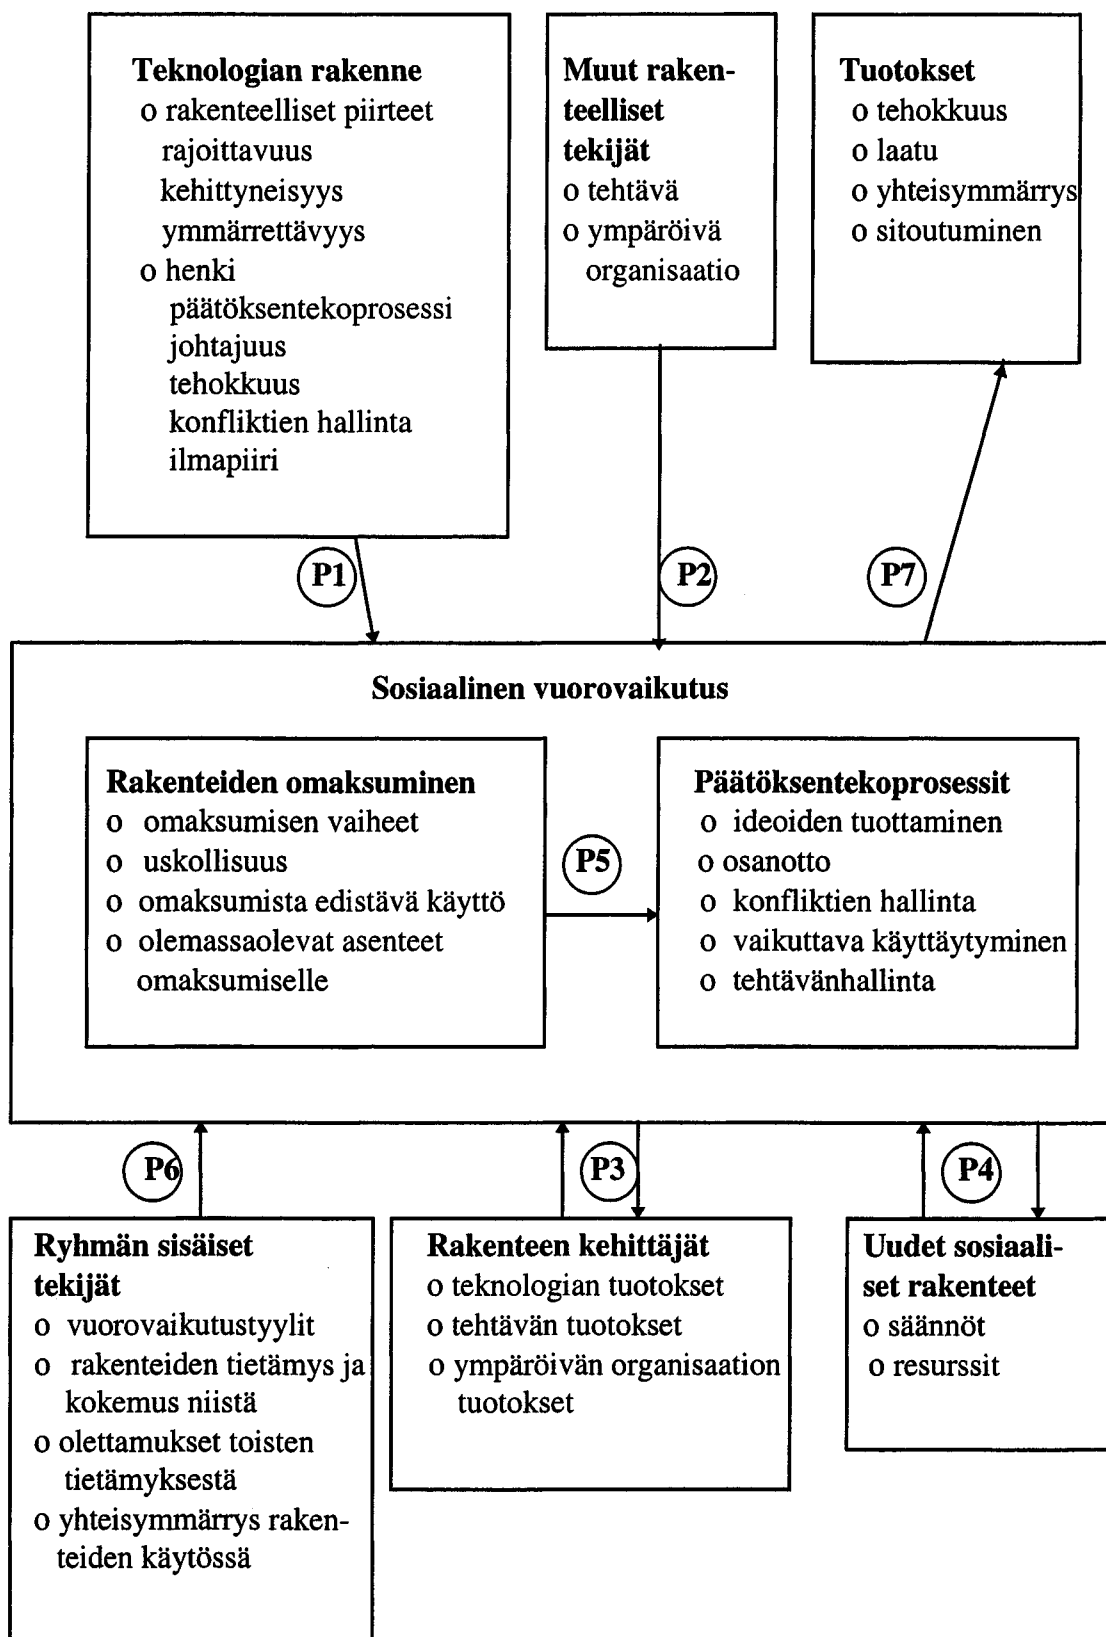 Teknologian rakenne
o rakenteelliset piirteet
rajoittavuus
kehittyneisyys
ymmärrettävyys
o henki
päätöksentekoprosessi
johtajuus
tehokkuus
konfliktien hallinta
ilmapiiri
Muut raken-
teelliset
tekijät
o tehtävä
o ympäröivä
organisaatio
Tuotokset
o tehokkuus
o laatu
o yhteisymmärrys
o sitoutuminen
P1
P2
P7
Sosiaalinen vuorovaikutus
Rakenteiden omaksuminen
o omaksumisen vaiheet
o uskollisuus
o omaksumista edistävä käyttö
o olemassaolevat asenteet
omaksumiselle
P5
Päätöksentekoprosessit
o ideoiden tuottaminen
o osanotto
o konfliktien hallinta
o vaikuttava käyttäytyminen
o tehtävänhallinta
P6
P3
P4
Ryhmän sisäiset
tekijät
o vuorovaikutustyylit
o rakenteiden tietämys ja
kokemus niistä
o olettamukset toisten
tietämyksestä
o yhteisymmärrys raken-
teiden käytössä
Rakenteen kehittäjät
o teknologian tuotokset
o tehtävän tuotokset
o ympäröivän organisaation
tuotokset
Uudet sosiaali-
set rakenteet
o säännöt
o resurssit